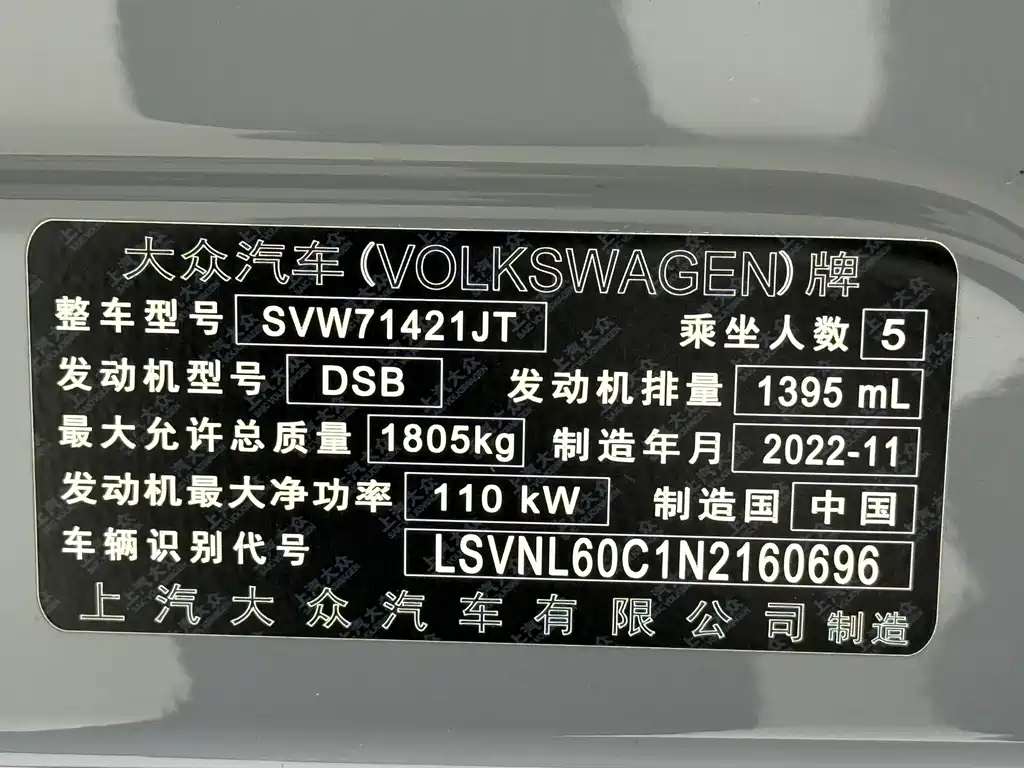 大众汽车(VOLKSWAGEN)牌
整车型号 SVW71421JT 乘坐人数 5
发动机型号 DSB 发动机排量 1395 mL
最大允许总质量 1805kg 制造年月 2022-11
发动机最大净功率 110 kW 制造国 中国
车辆识别代号 LSVNL60C1N2160696
上汽大众汽车有限公司 制造